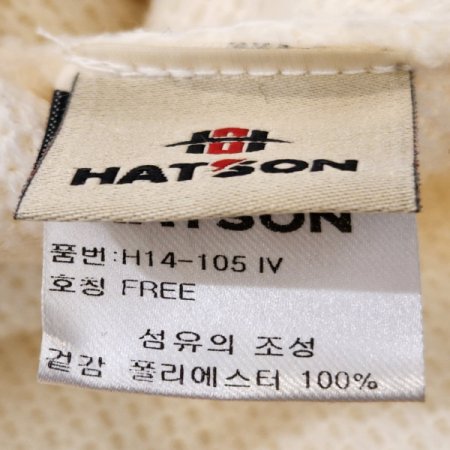 HATSON
HATSON
품번:H14-105 IV
호칭 FREE
섬유의 조성
겉감 폴리에스터 100%